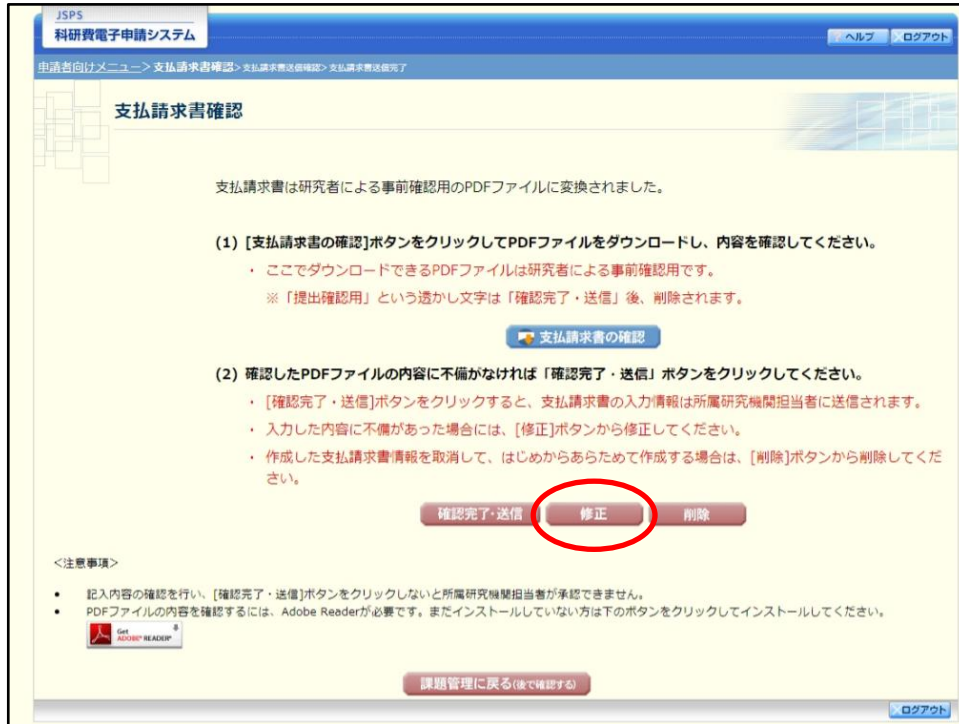 JSPS
科研費電子申請システム
ヘルプ ログアウト
申請者向けメニュー>支払請求書確認>支払請求書送信確認>支払請求書送信完了
支払請求書確認
支払請求書は研究者による事前確認用のPDFファイルに変換されました。
(1) [支払請求書の確認]ボタンをクリックしてPDFファイルをダウンロードし、内容を確認してください。
・ ここでダウンロードできるPDFファイルは研究者による事前確認用です。
※「提出確認用」という透かし文字は「確認完了・送信」後、削除されます。
支払請求書の確認
(2) 確認したPDFファイルの内容に不備がなければ「確認完了・送信」ボタンをクリックしてください。
・ [確認完了・送信]ボタンをクリックすると、支払請求書の入力情報は所属研究機関担当者に送信されます。
・ 入力した内容に不備があった場合には、[修正]ボタンから修正してください。
・ 作成した支払請求書情報を取消して、はじめからあらためて作成する場合は、[削除]ボタンから削除してくだ
さい。
確認完了・送信 修正 削除
<注意事項>
• 記入内容の確認を行い、[確認完了・送信]ボタンをクリックしないと所属研究機関担当者が承認できません。
• PDFファイルの内容を確認するには、Adobe Readerが必要です。まだインストールしていない方は下のボタンをクリックしてインストールしてください。
Get
ADOBE® READER®
課題管理に戻る(後で確認する)
ログアウト